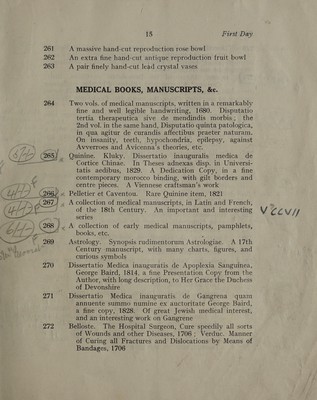 15
First Day
261 A massive hand-cut reproduction rose bowl
262 An extra fine hand-cut antique reproduction fruit bowl
263 A pair finely hand-cut lead crystal vases
MEDICAL BOOKS, MANUSCRIPTS, &c.
264 Two vols. of medical manuscripts, written in a remarkably
fine and well legible handwriting, 1680. Disputatio
tertia therapeutica sive de mendindis morbis; the
2nd vol. in the same hand, Disputatio quinta patologica,
in qua agitur de curandis affectibus praeter naturam.
On insanity, teeth, hypochondria, epilepsy, against
Avverroes and Avicenna's theories, etc.
265 Quinine. Kluky. Dissertatio inauguralis medica de
Cortice Chinae. In Theses adnexas disp. in Universi-
tatis aedibus, 1829. A Dedication Copy, in a fine
contemporary morocco binding, with gilt borders and
centre pieces. A Viennese craftsman's work
266 Pelletier et Caventou. Rare Quinine item, 1821
267 A collection of medical manuscripts, in Latin and French,
of the 18th Century. An important and interesting
series
268 A collection of early medical manuscripts, pamphlets,
books, etc.
269 Astrology. Synopsis rudimentorum Astrologiae. A 17th
Century manuscript, with many charts, figures, and
curious symbols
270 Dissertatio Medica inauguralis de Apoplexia Sanguinea,
George Baird, 1814, a fine Presentation Copy from the
Author, with long description, to Her Grace the Duchess
of Devonshire
271 Dissertatio Medica inauguralis de Gangrena quam
annuente summo numine ex auctoritate George Baird,
a fine copy, 1828. Of great Jewish medical interest,
and an interesting work on Gangrene
272 Belloste. The Hospital Surgeon, Cure speedily all sorts
of Wounds and other Diseases, 1706; Verduc. Manner
of Curing all Fractures and Dislocations by Means of
Bandages, 1706